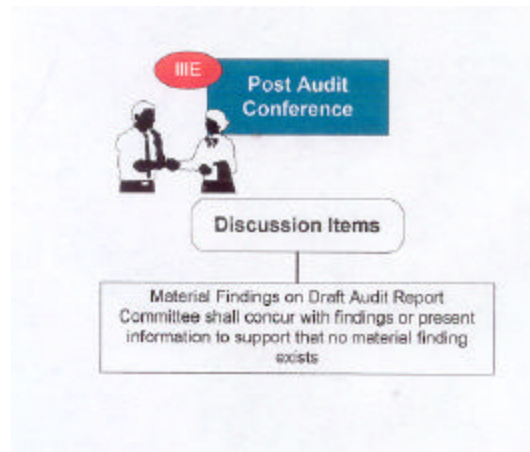 IIIE
Post Audit
Conference
Discussion Items
Material Findings on Draft Audit Report
Committee shall concur with findings or present
information to support that no material finding
exists